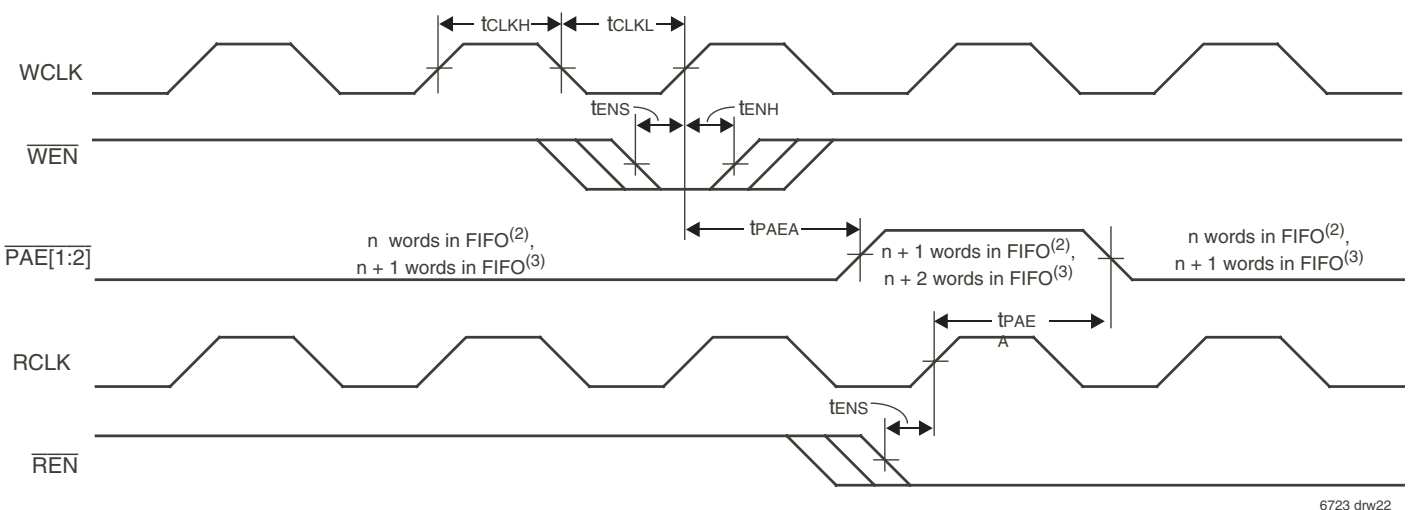 tCLKH
tCLKL
WCLK
tENS
tENH
WEN
tPAEA
PAE[1:2]
n words in FIFO(2),
n + 1 words in FIFO(3)
n + 1 words in FIFO(2),
n + 2 words in FIFO(3)
n words in FIFO(2),
n + 1 words in FIFO(3)
tPAE
A
RCLK
tENS
REN
6723 drw22